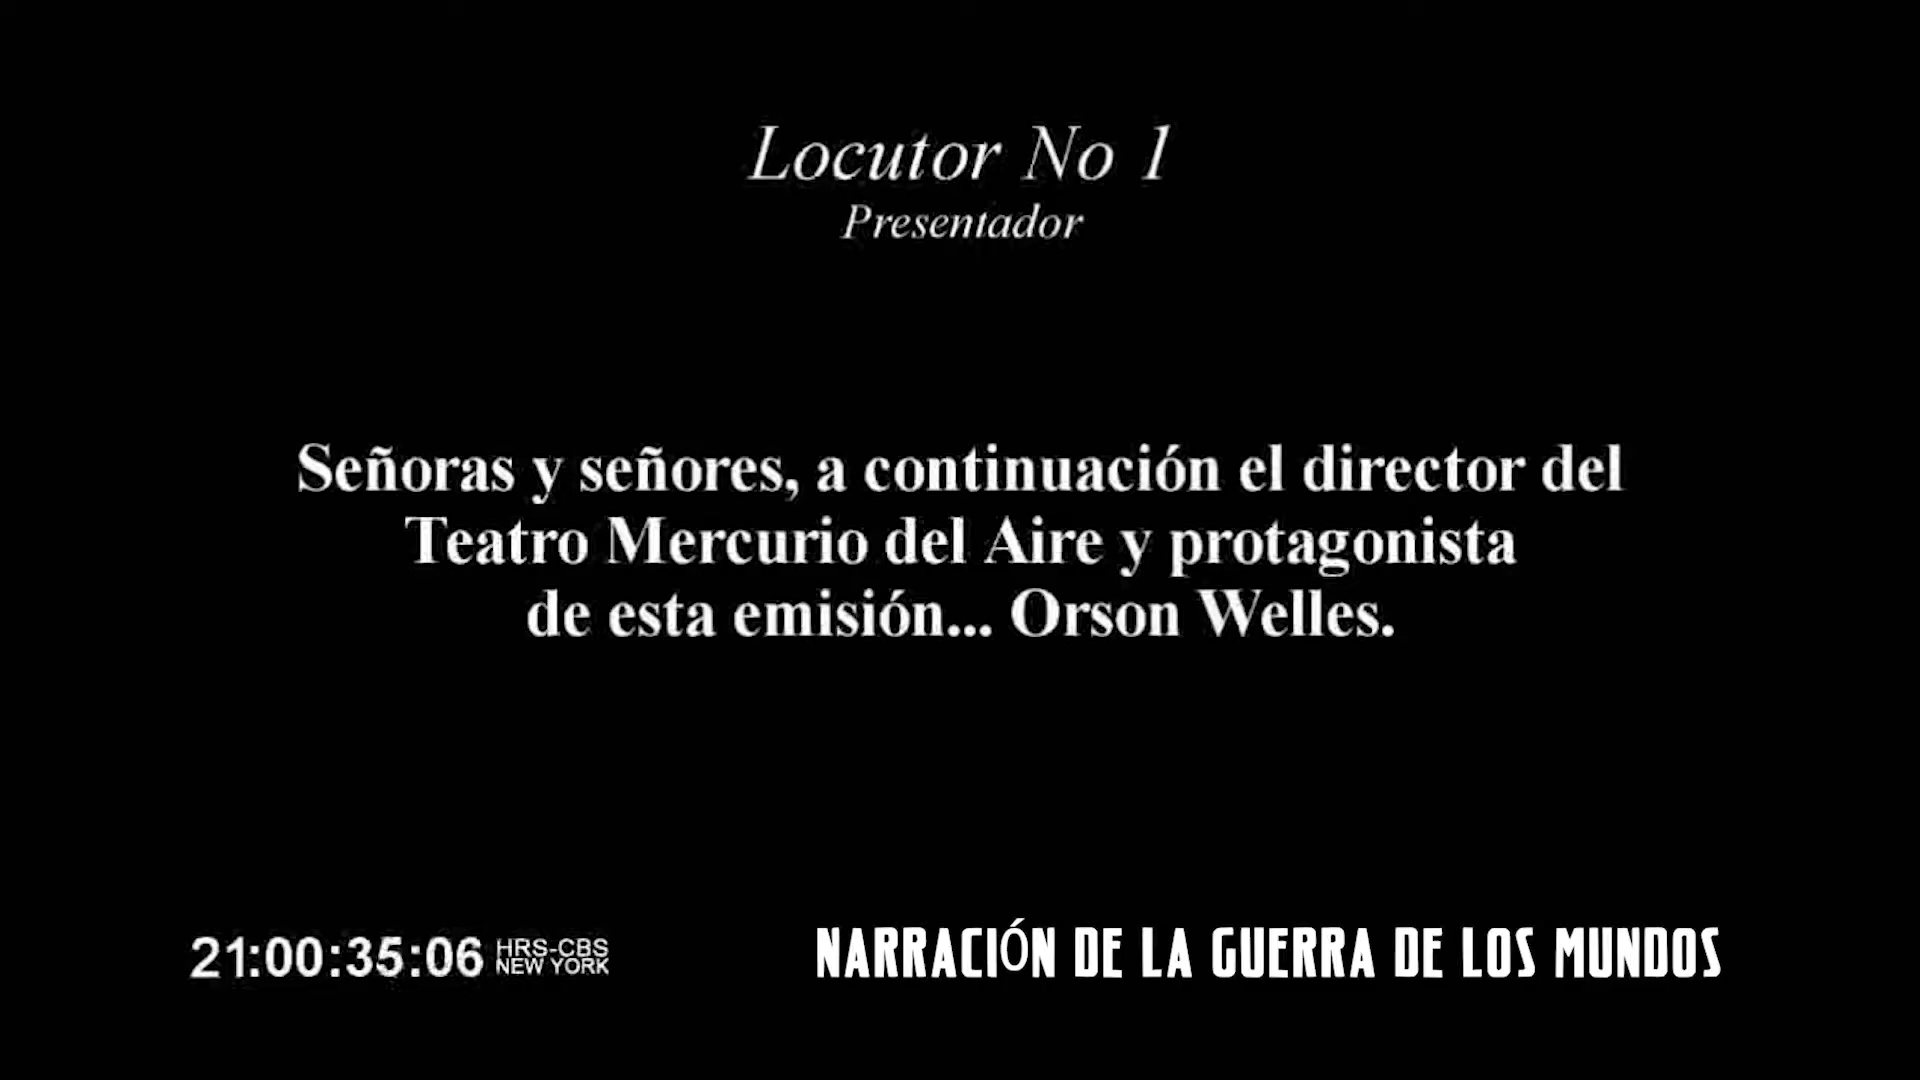 Locutor No 1
Presentador
Señoras y señores, a continuación el director del
Teatro Mercurio del Aire y protagonista
de esta emisión... Orson Welles.
21:00:35:06 HRS-CBS
NEW YORK
NARRACIÓN DE LA GUERRA DE LOS MUNDOS